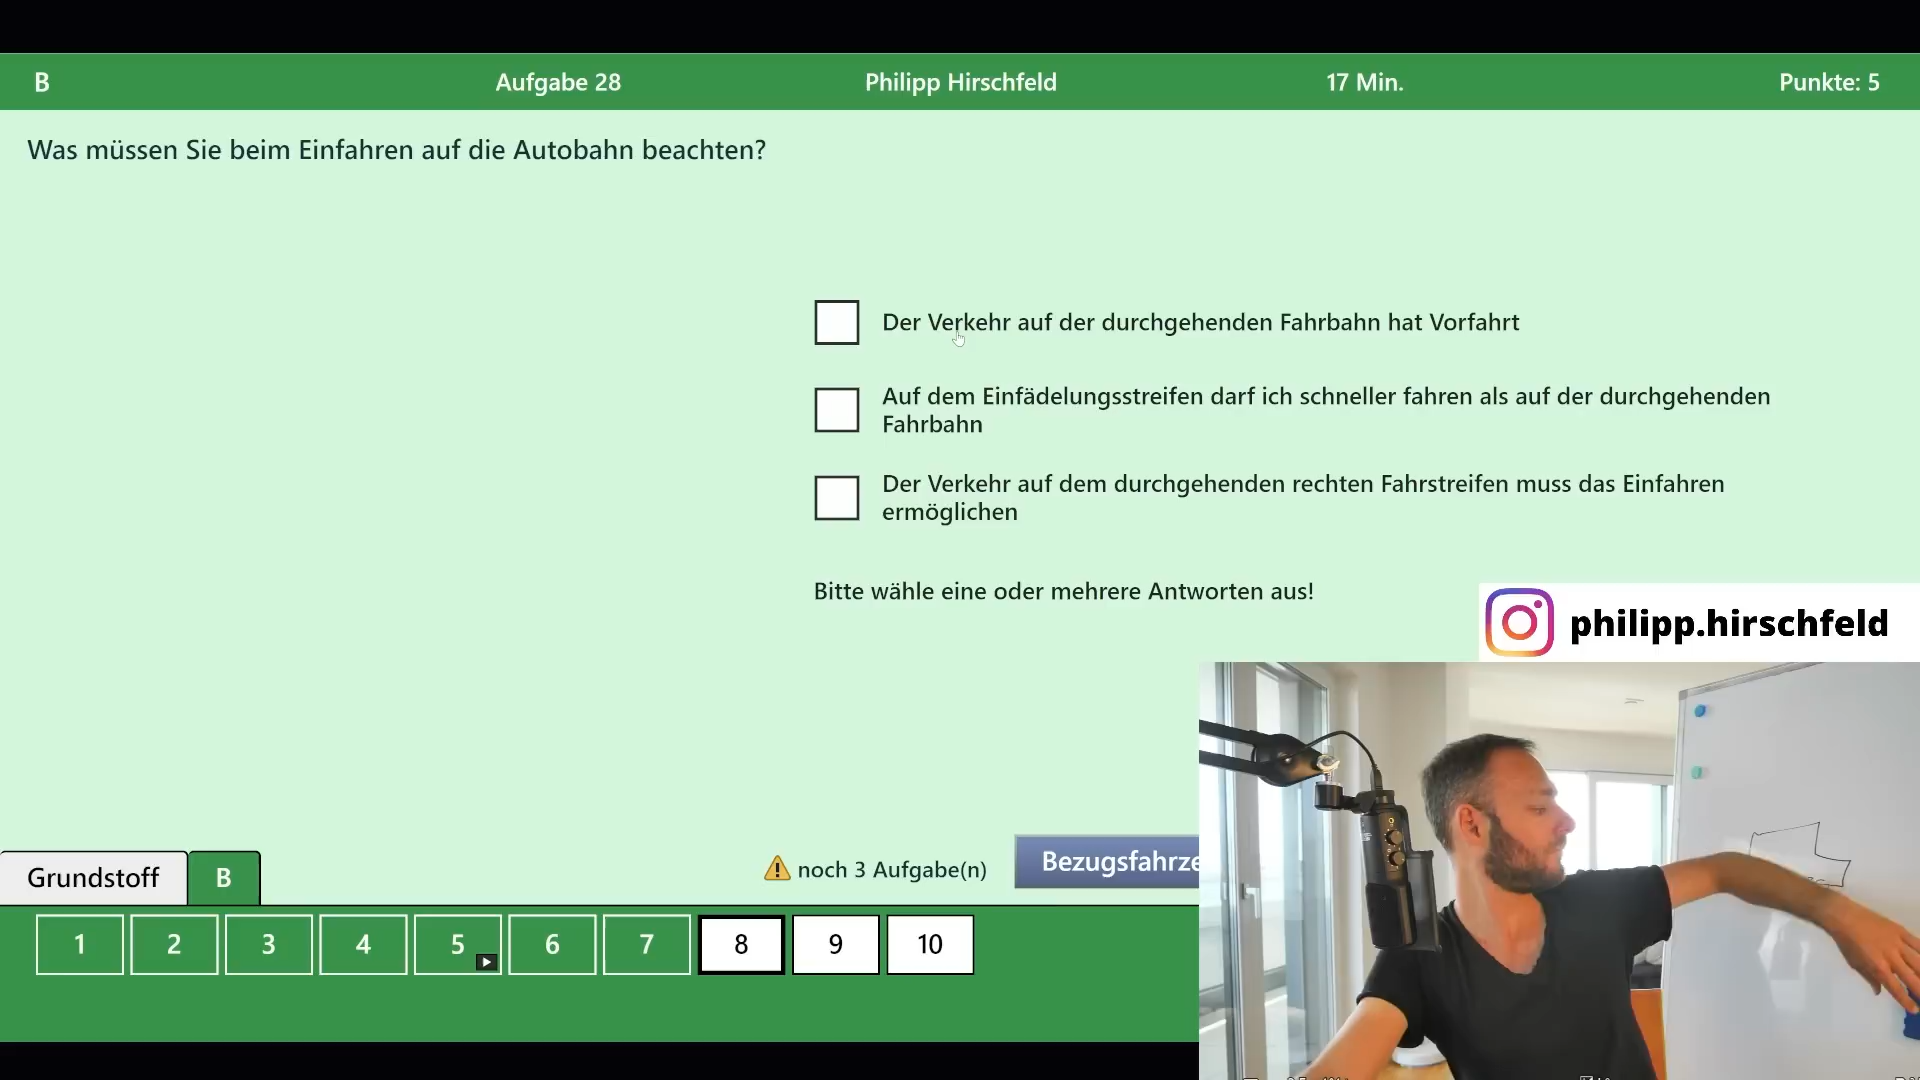 B
Aufgabe 28
Philipp Hirschfeld
17 Min.
Punkte: 5
Was müssen Sie beim Einfahren auf die Autobahn beachten?
Der Verkehr auf der durchgehenden Fahrbahn hat Vorfahrt
Auf dem Einfädelungsstreifen darf ich schneller fahren als auf der durchgehenden
Fahrbahn
Der Verkehr auf dem durchgehenden rechten Fahrstreifen muss das Einfahren
ermöglichen
Bitte wähle eine oder mehrere Antworten aus!
philipp.hirschfeld
Grundstoff
B
noch 3 Aufgabe(n)
Bezugsfahrze
1
2
3
4
5
6
7
8
9
10